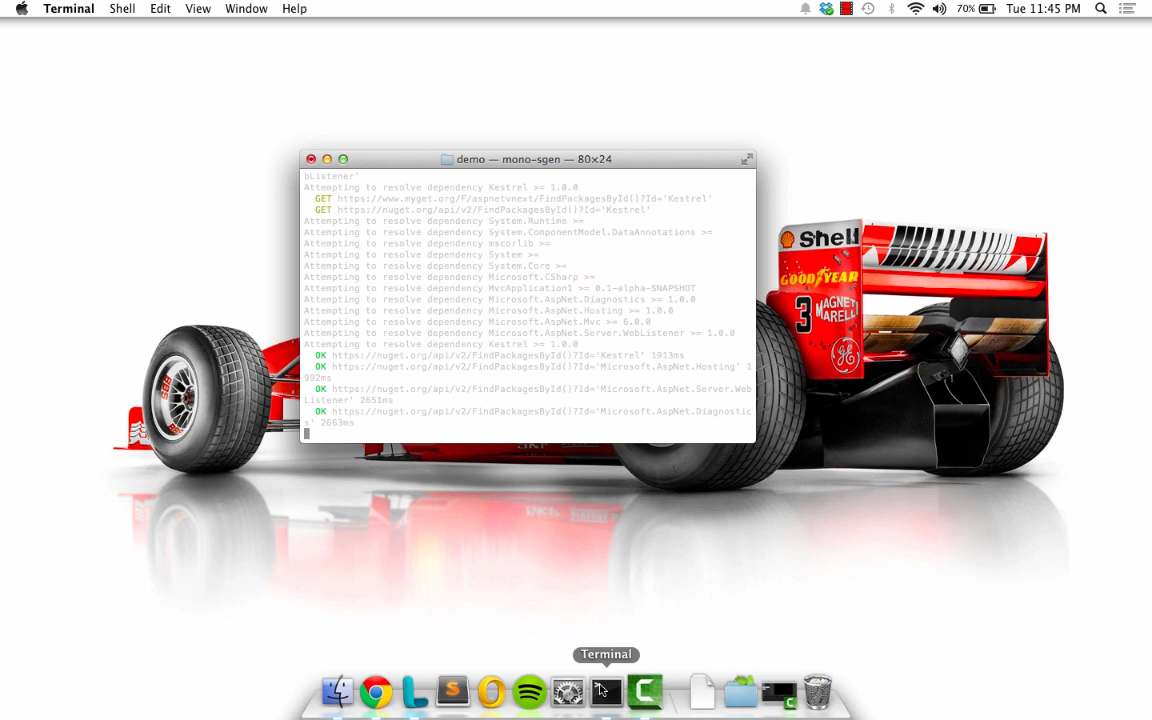 Terminal Shell Edit View Window Help 70% Tue 11:45 PM
demo — mono-sgen — 80×24
bListener'
Attempting to resolve dependency Kestrel >= 1.0.0
GET https://www.myget.org/F/aspnetvnext/FindPackagesById()?Id='Kestrel'
GET https://nuget.org/api/v2/FindPackagesById()?Id='Kestrel'
Attempting to resolve dependency System.Runtime >=
Attempting to resolve dependency System.ComponentModel.DataAnnotations >=
Attempting to resolve dependency mscorlib >=
Attempting to resolve dependency System >=
Attempting to resolve dependency System.Core >=
Attempting to resolve dependency Microsoft.CSharp >=
Attempting to resolve dependency MvcApplication1 >= 0.1-alpha-SNAPSHOT
Attempting to resolve dependency Microsoft.AspNet.Diagnostics >= 1.0.0
Attempting to resolve dependency Microsoft.AspNet.Hosting >= 1.0.0
Attempting to resolve dependency Microsoft.AspNet.Mvc >= 6.0.0
Attempting to resolve dependency Microsoft.AspNet.Server.WebListener >= 1.0.0
Attempting to resolve dependency Kestrel >= 1.0.0
OK https://nuget.org/api/v2/FindPackagesById()?Id='Kestrel' 1913ms
OK https://nuget.org/api/v2/FindPackagesById()?Id='Microsoft.AspNet.Hosting' 1
992ms
OK https://nuget.org/api/v2/FindPackagesById()?Id='Microsoft.AspNet.Server.Web
Listener' 2651ms
OK https://nuget.org/api/v2/FindPackagesById()?Id='Microsoft.AspNet.Diagnostic
s' 2663ms
Shell
GOODYEAR
3 MAGNETI
MARELLI
GE
Terminal